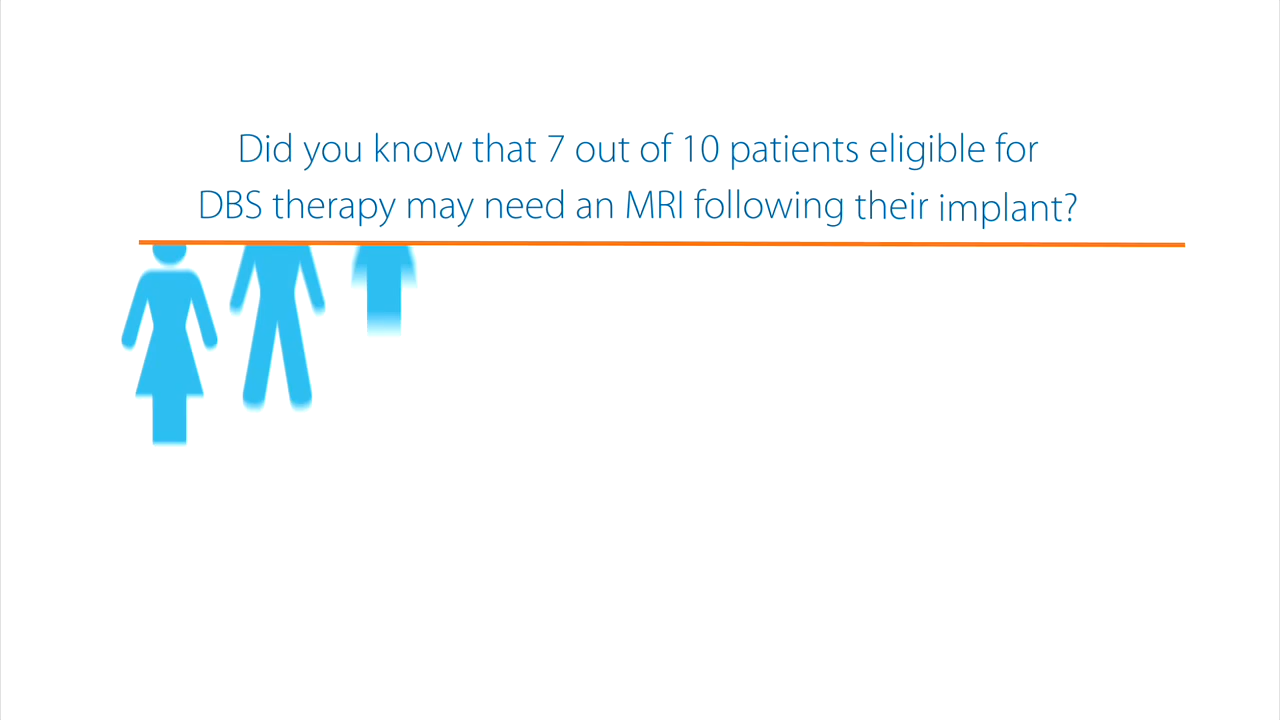 Did you know that 7 out of 10 patients eligible for
DBS therapy may need an MRI following their implant?